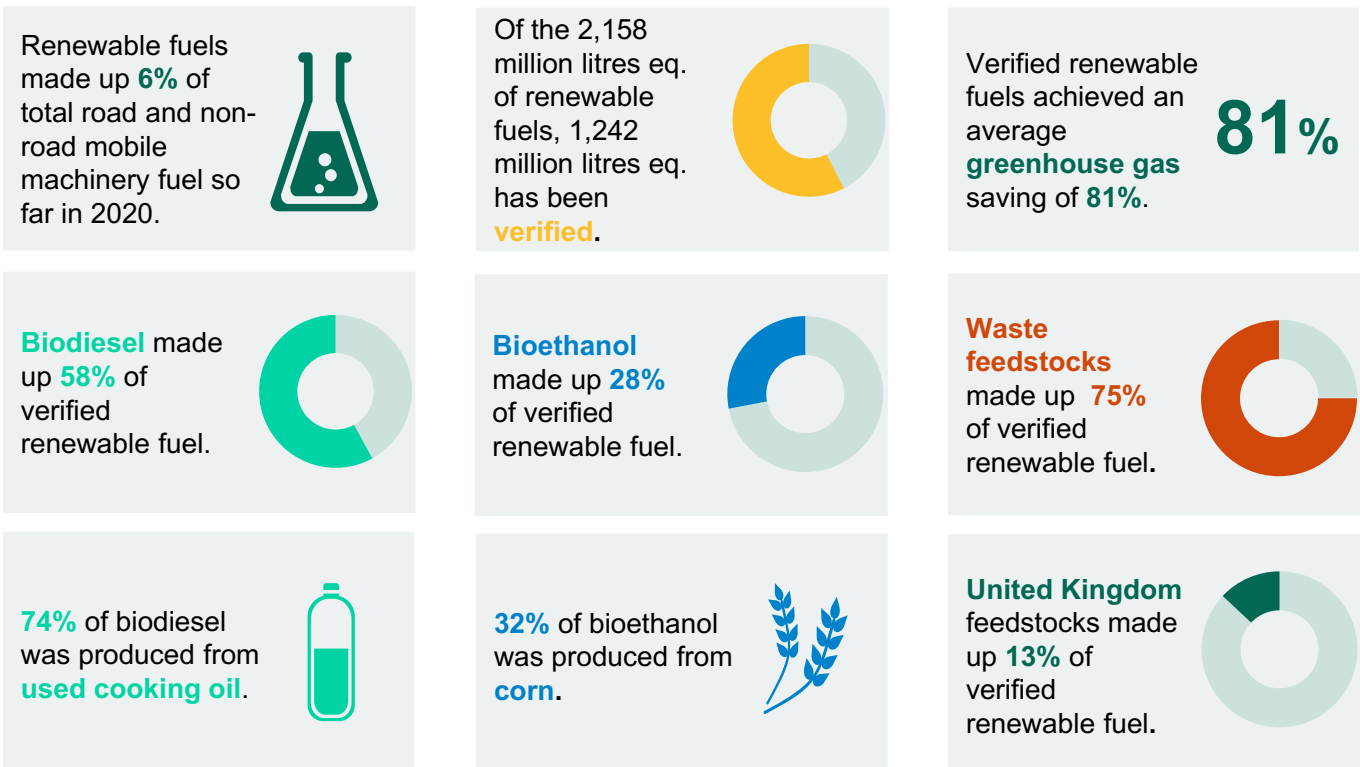 Renewable fuels
made up 6% of
total road and non-
road mobile
machinery fuel so
far in 2020.
Of the 2,158
million litres eq.
of renewable
fuels, 1,242
million litres eq.
has been
verified.
Verified renewable
fuels achieved an
average
greenhouse gas
saving of 81%.
81%
Biodiesel made
up 58% of
verified
renewable fuel.
Bioethanol
made up 28%
of verified
renewable fuel.
Waste
feedstocks
made up 75%
of verified
renewable fuel.
74% of biodiesel
was produced from
used cooking oil.
32% of bioethanol
was produced from
corn.
United Kingdom
feedstocks made
up 13% of
verified
renewable fuel.